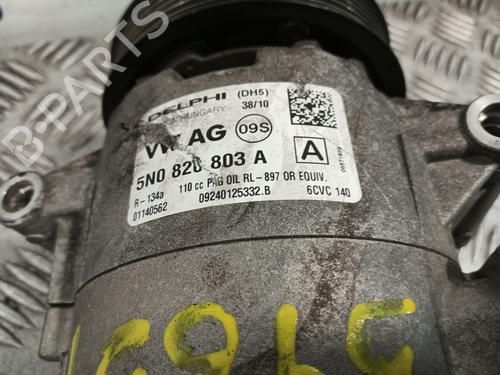 DELPHI (DH5)
HUNGARY 38/10
VW AG 09S
5N0 820 803 A A
R-134a 110 cc PAG OIL RL-897 OR EQUIV.
01140562 09240125332.B 6CVC 140
B-PARTS